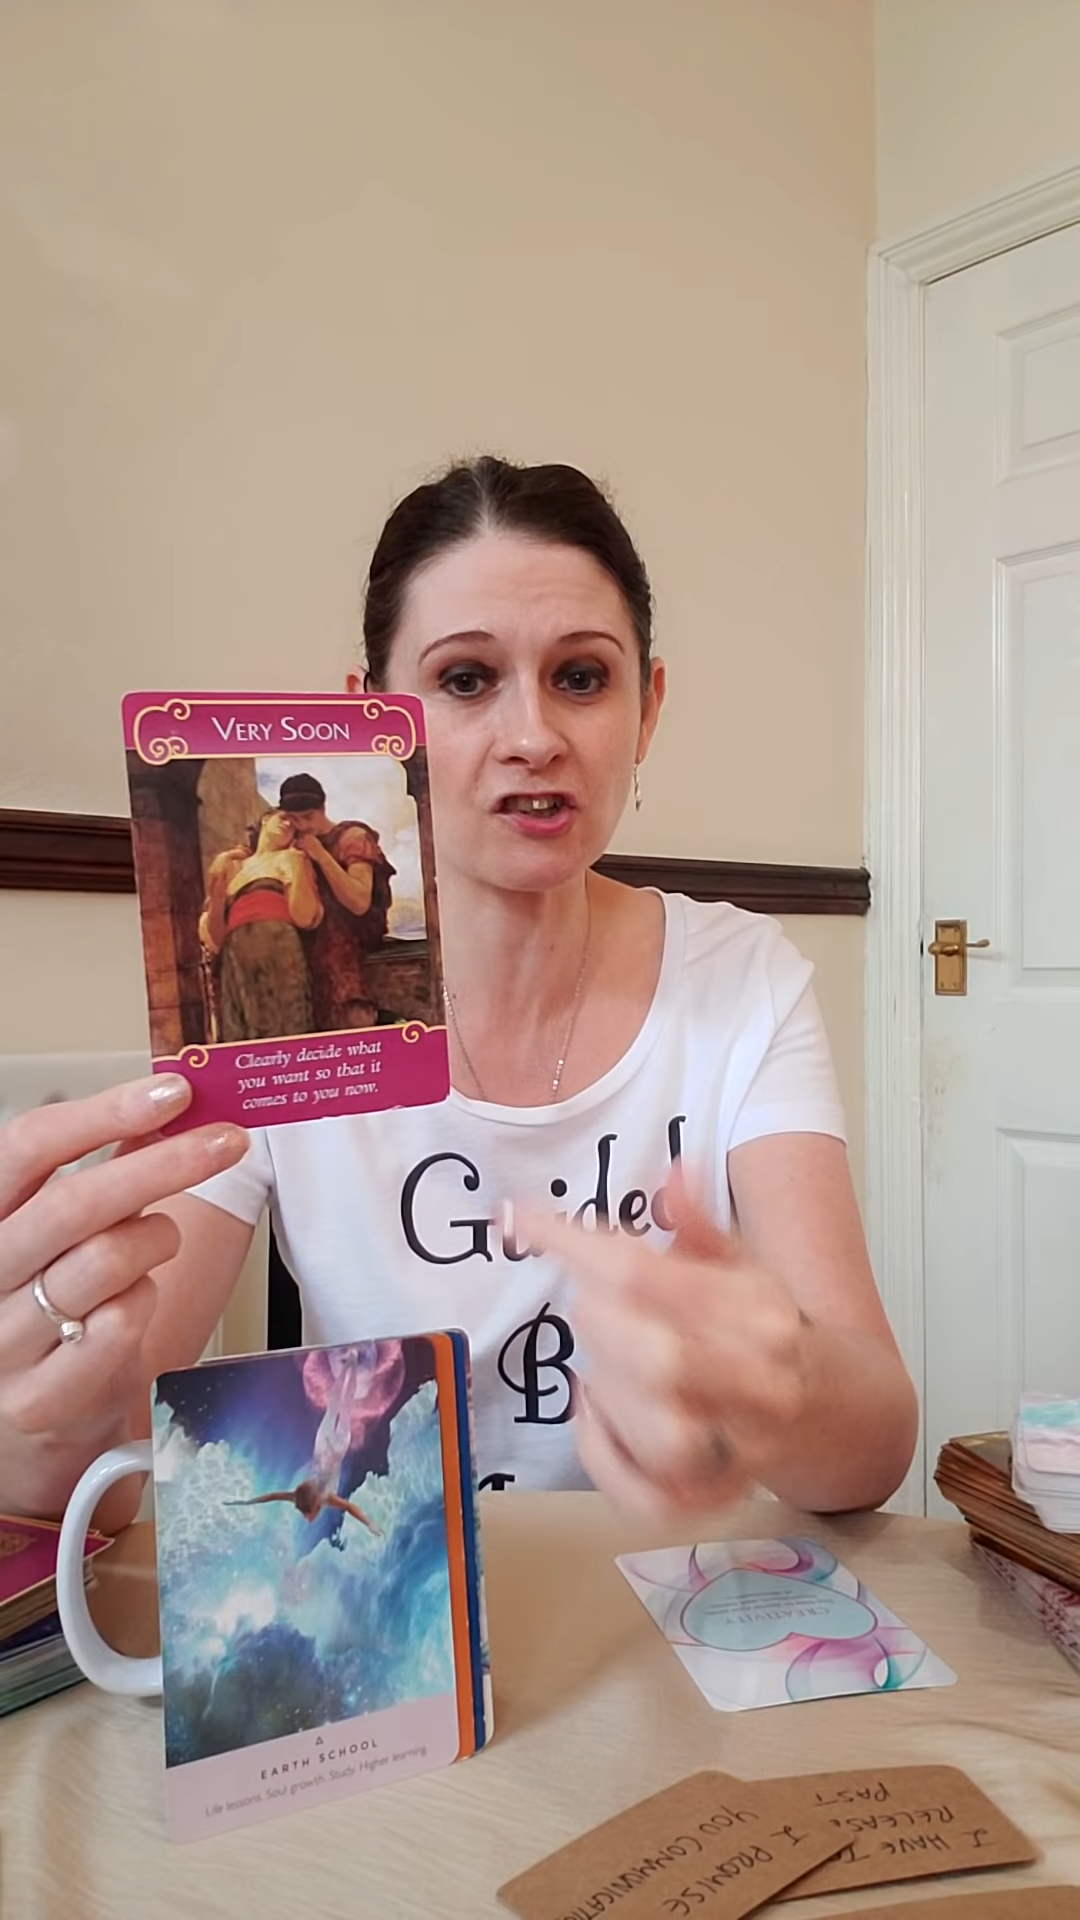 VERY SOON
Clearly decide what
you want so that it
comes to you now.
Guided
B
EARTH SCHOOL
Life lessons. Soul growth. Study. Higher learning
CREATIVITY
I HAVE TO
RELEASE
PAST
I PROMISE
YOU COMMUNICATION